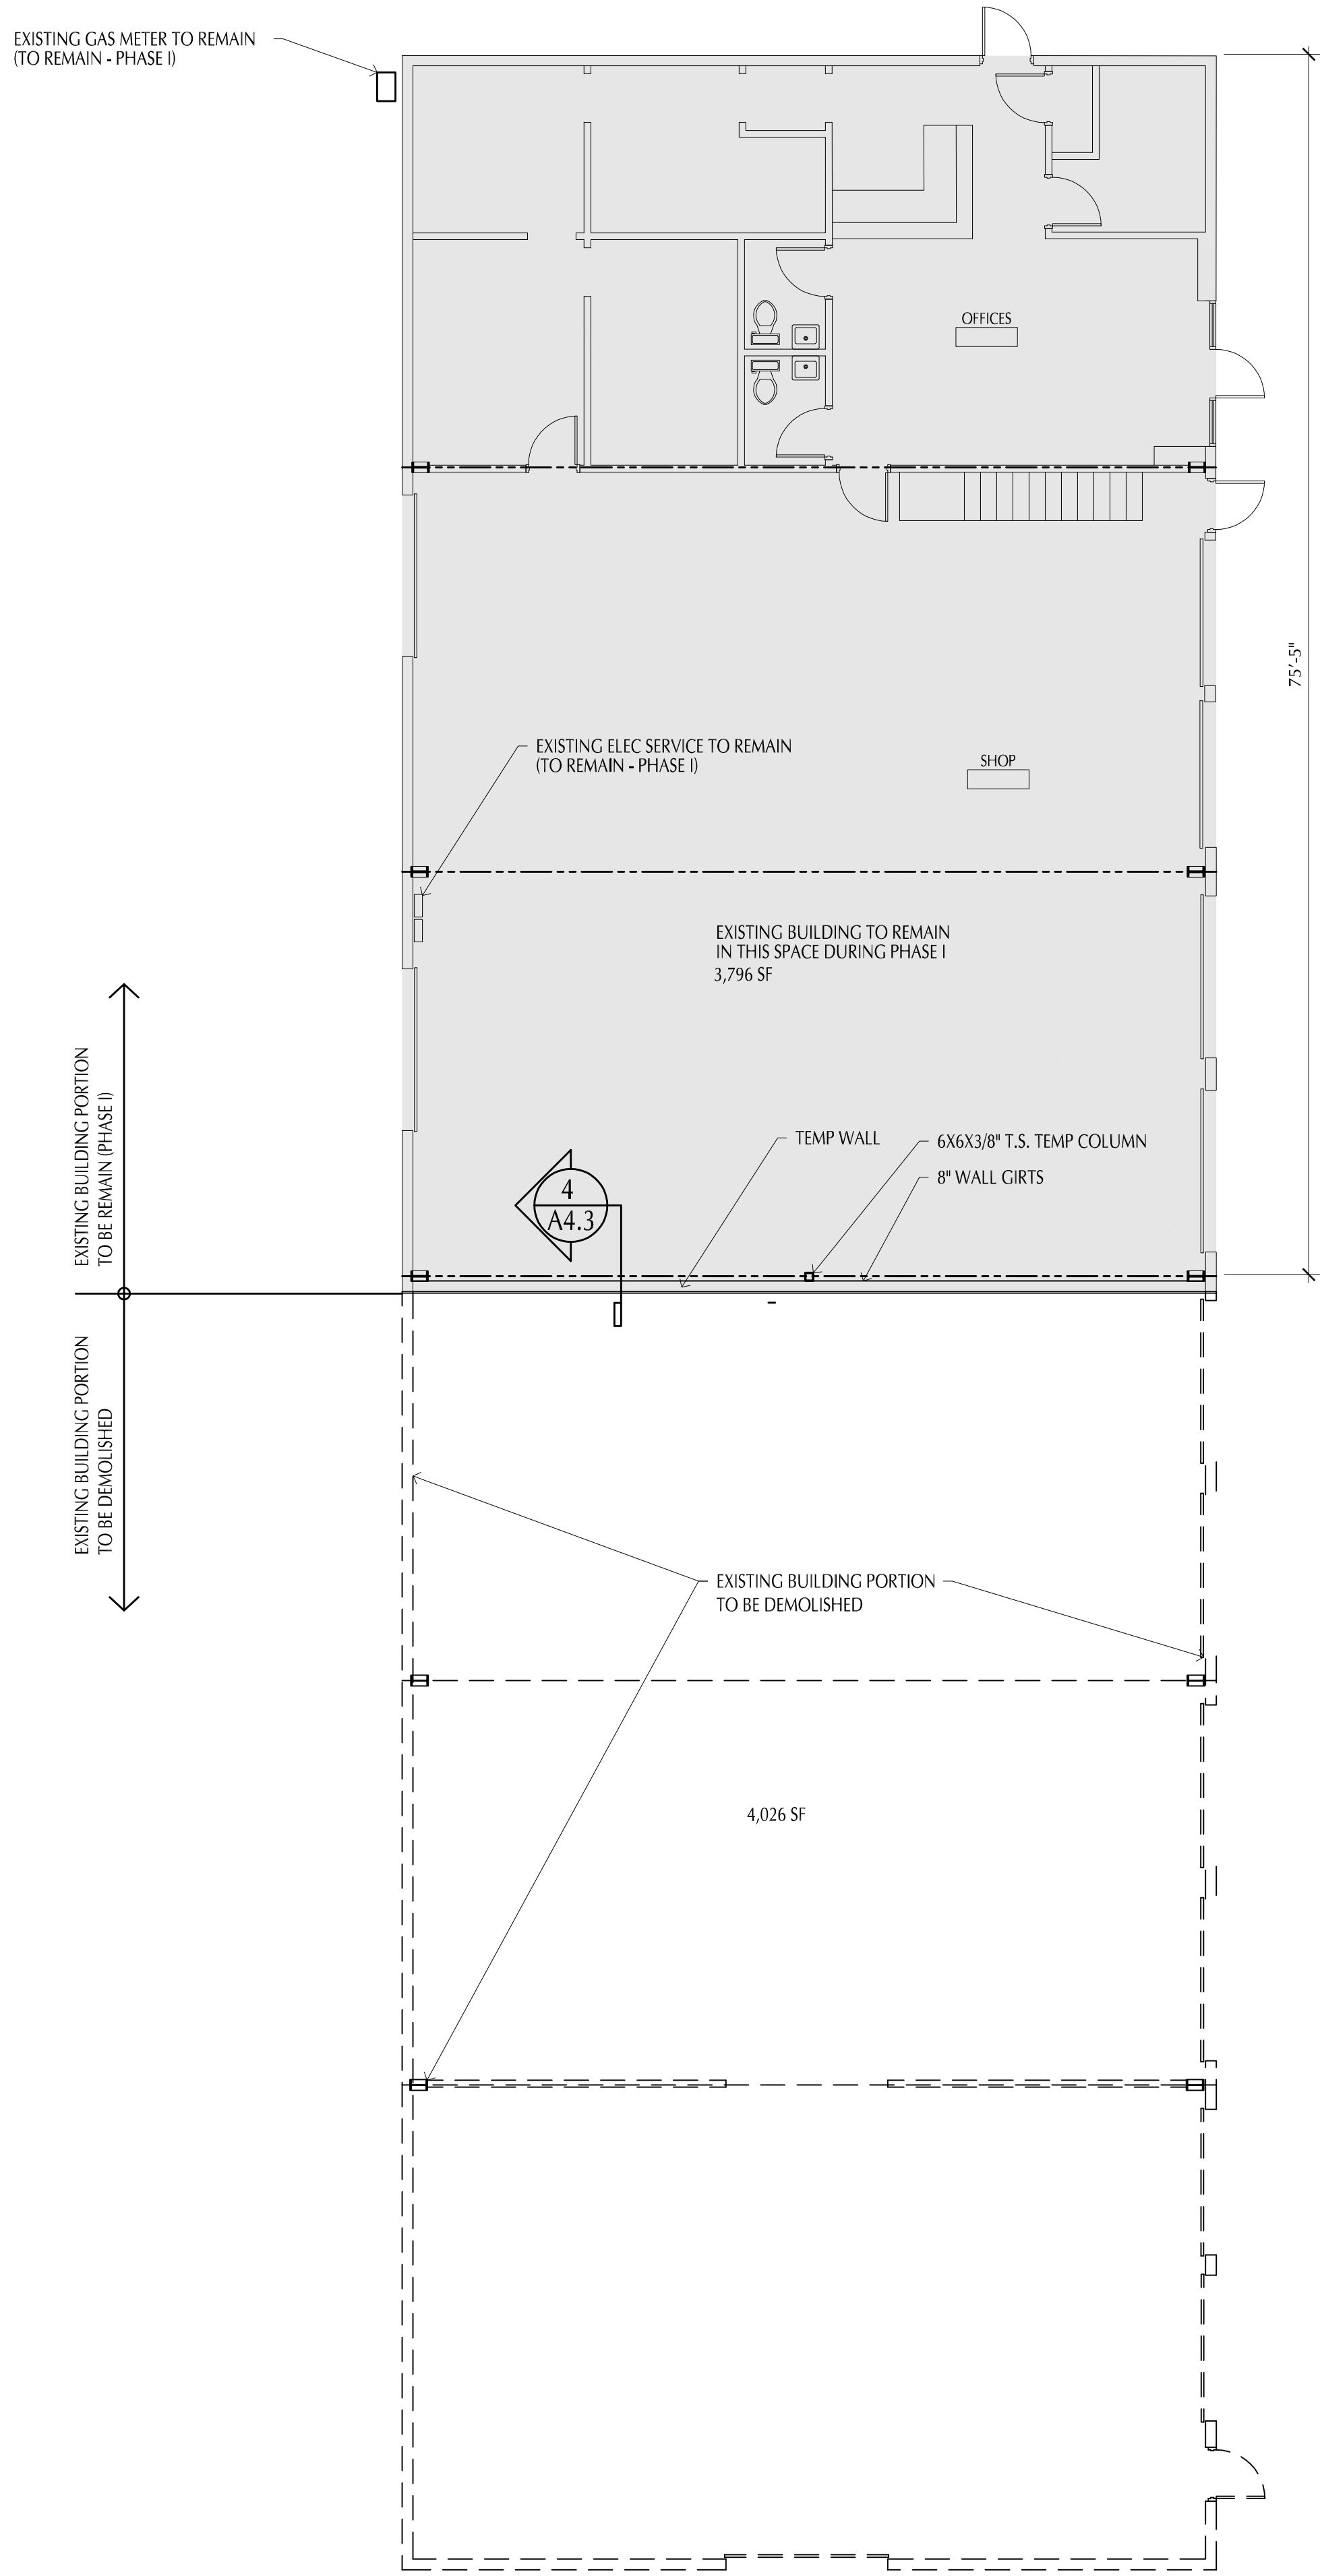 EXISTING GAS METER TO REMAIN
(TO REMAIN - PHASE I)
OFFICES
75'-5"
EXISTING ELEC SERVICE TO REMAIN
(TO REMAIN - PHASE I)
SHOP
EXISTING BUILDING TO REMAIN
IN THIS SPACE DURING PHASE I
3,796 SF
EXISTING BUILDING PORTION
TO BE REMAIN (PHASE I)
TEMP WALL
6X6X3/8" T.S. TEMP COLUMN
8" WALL GIRTS
4
A4.3
EXISTING BUILDING PORTION
TO BE DEMOLISHED
EXISTING BUILDING PORTION
TO BE DEMOLISHED
4,026 SF